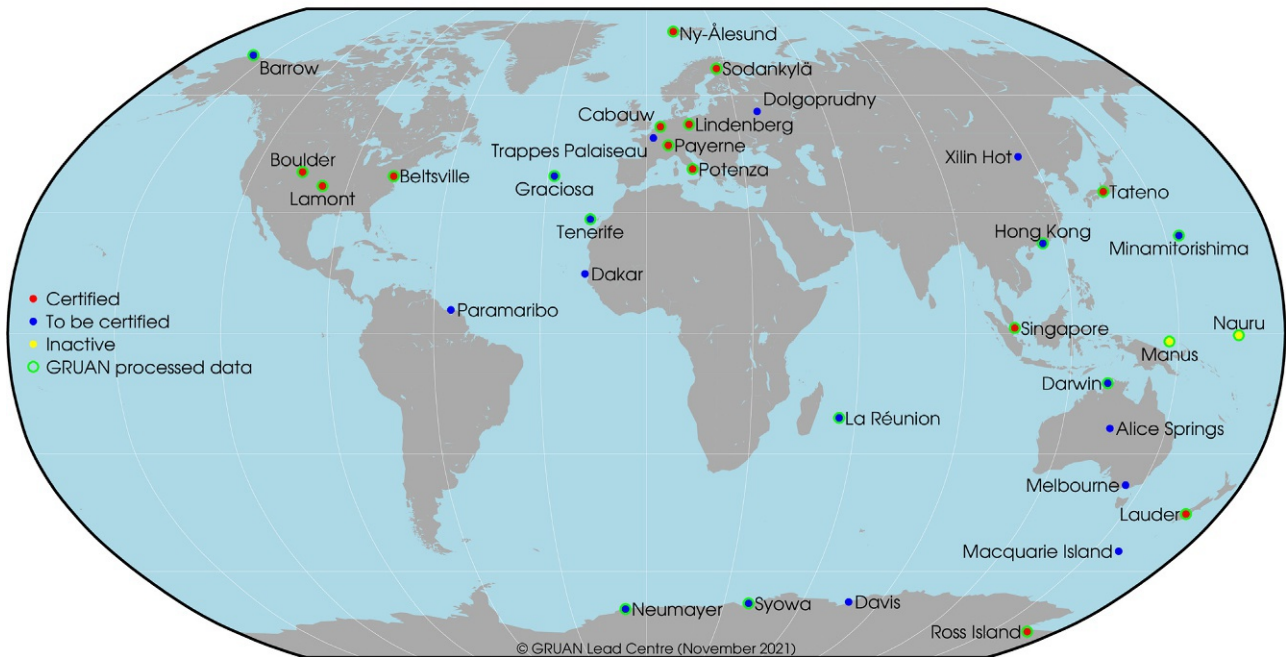 Ny-Ålesund
Barrow
Sodankylä
Dolgoprudny
Cabauw
Lindenberg
Trappes Palaiseau
Payerne
Xilin Hot
Boulder
Beltsville
Potenza
Graciosa
Lamont
Tateno
Tenerife
Hong Kong
Minamitorishima
Dakar
Certified
To be certified
Inactive
GRUAN processed data
Paramaribo
Singapore
Nauru
Manus
Darwin
La Réunion
Alice Springs
Melbourne
Lauder
Macquarie Island
Neumayer
Syowa
Davis
Ross Island
© GRUAN Lead Centre (November 2021)